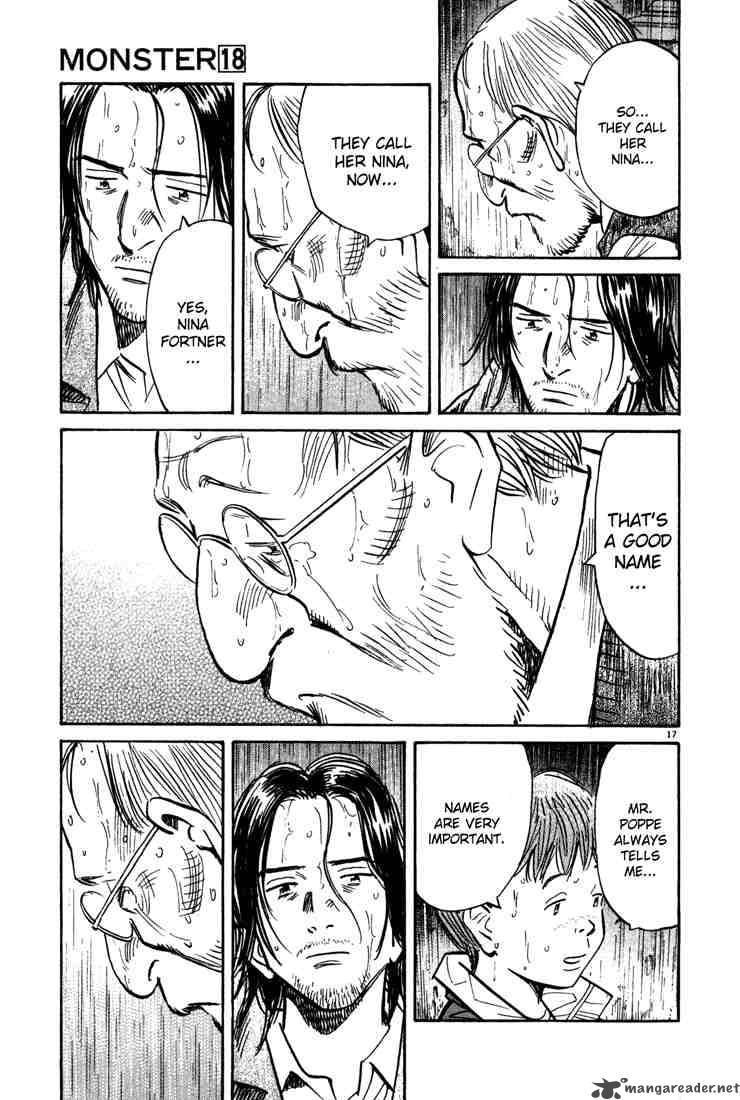 MONSTER 18
SO...
THEY CALL
HER
NINA...
THEY CALL
HER NINA,
NOW...
YES,
NINA
FORTNER
...
THAT'S
A GOOD
NAME
...
17
MR.
POPPE
ALWAYS
TELLS
ME...
NAMES
ARE VERY
IMPORTANT.
mangareader.net